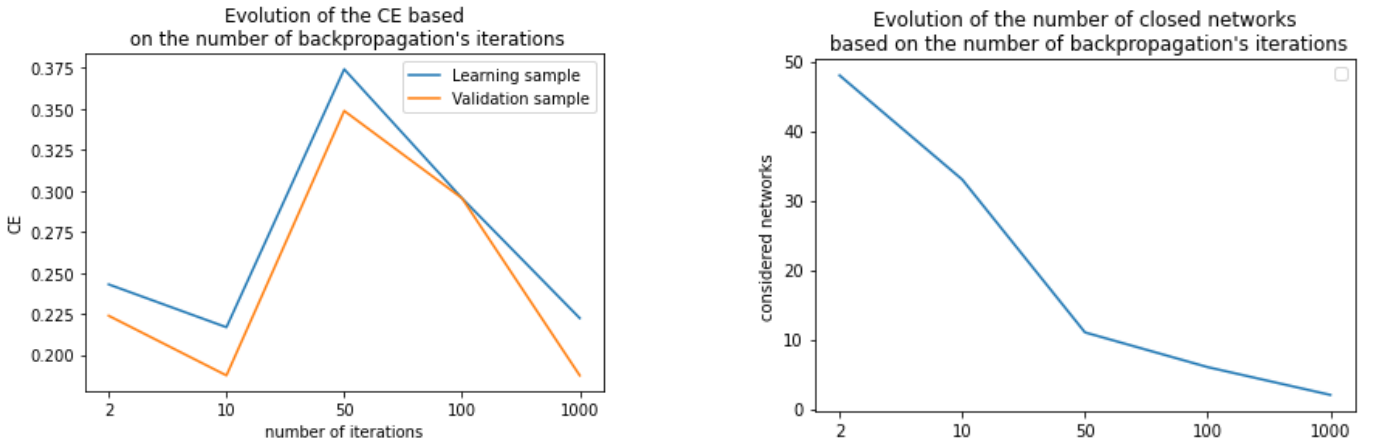 Evolution of the CE based
on the number of backpropagation's iterations
Learning sample
Validation sample
0.375
0.350
0.325
0.300
0.275
0.250
0.225
0.200
CE
2 10 50 100 1000
number of iterations
Evolution of the number of closed networks
based on the number of backpropagation's iterations
50
40
30
20
10
0
considered networks
2 10 50 100 1000